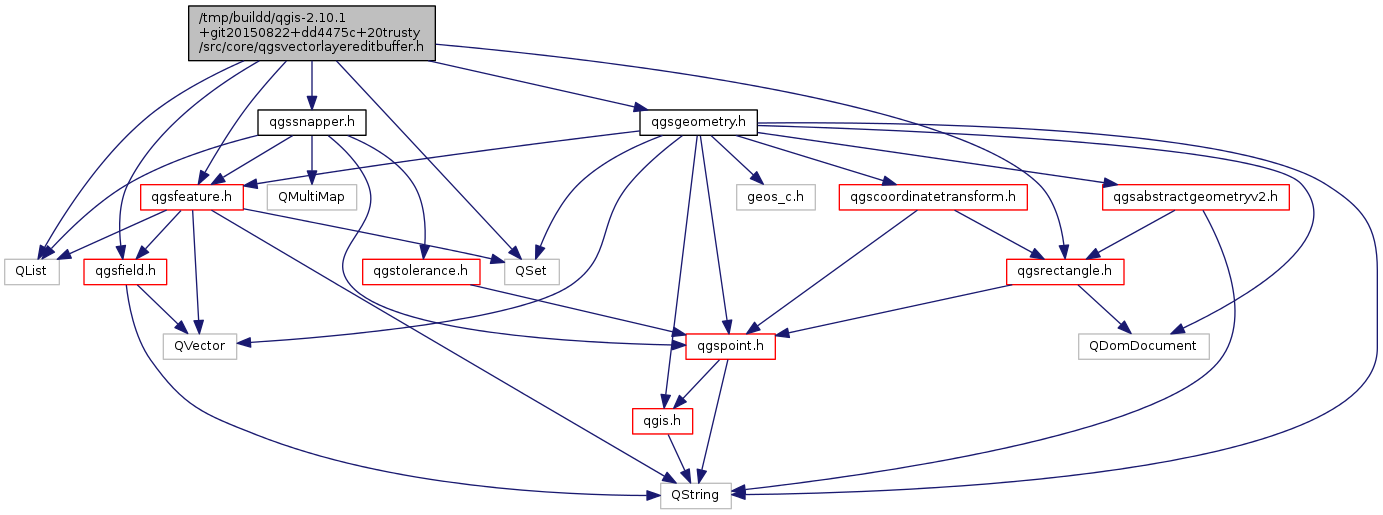 /tmp/buildd/qgis-2.10.1
+git20150822+dd4475c+20trusty
/src/core/qgsvectorlayereditbuffer.h
qgssnapper.h
qgsgeometry.h
qgsfeature.h
QMultiMap
geos_c.h
qgscoordinatetransform.h
qgsabstractgeometryv2.h
QList
qgsfield.h
qgstolerance.h
QSet
qgsrectangle.h
QVector
qgspoint.h
QDomDocument
qgis.h
QString